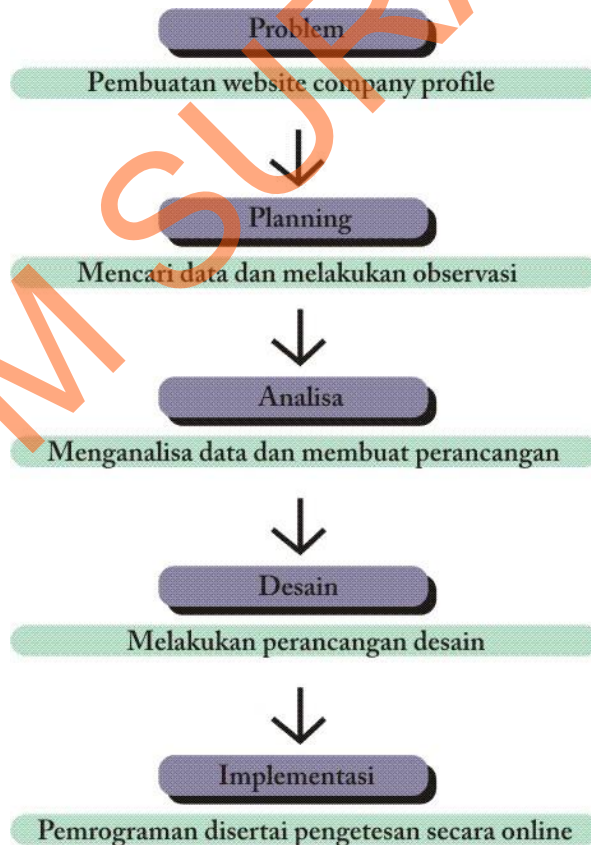 Problem
Pembuatan website company profile
Planning
Mencari data dan melakukan observasi
Analisa
Menganalisa data dan membuat perancangan
Desain
Melakukan perancangan desain
Implementasi
Pemrograman disertai pengetesan secara online
M SURA